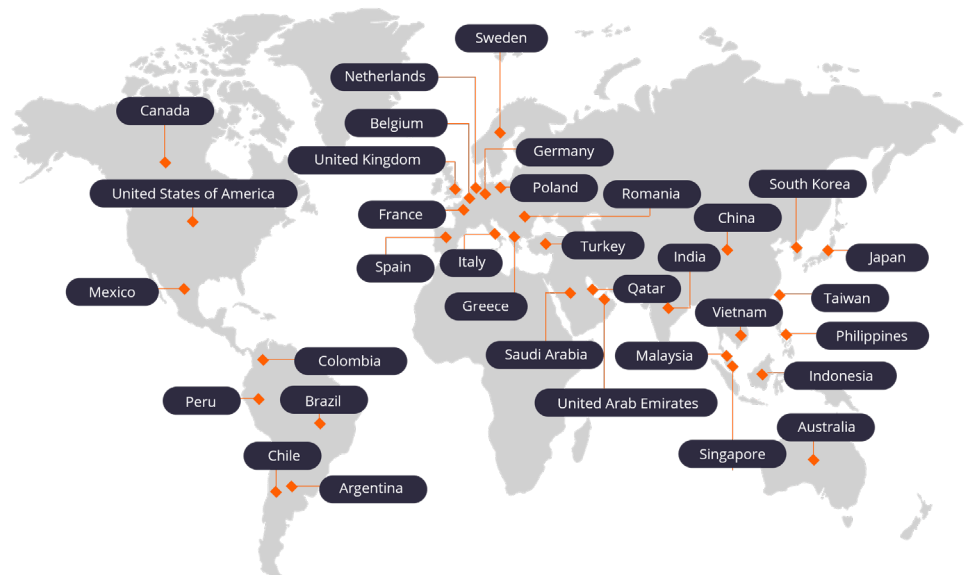 Sweden
Netherlands
Canada
Belgium
Germany
United Kingdom
Poland
South Korea
United States of America
Romania
France
China
Turkey
India
Japan
Italy
Spain
Qatar
Mexico
Taiwan
Greece
Vietnam
Philippines
Saudi Arabia
Malaysia
Colombia
Indonesia
Peru
Brazil
United Arab Emirates
Australia
Chile
Singapore
Argentina